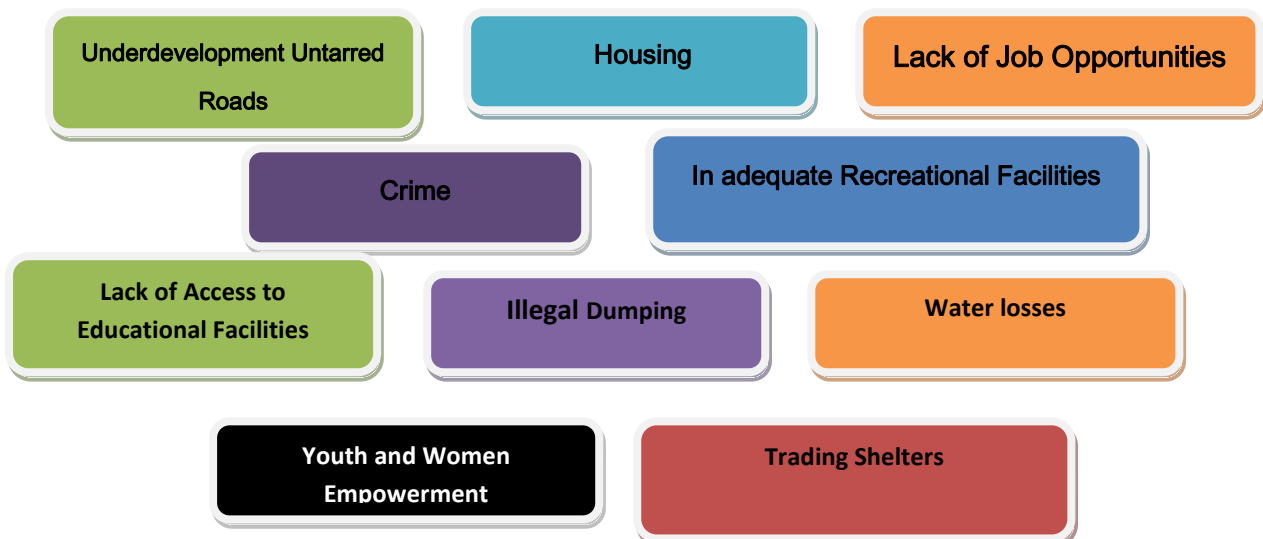 Underdevelopment Untarred
Roads
Housing
Lack of Job Opportunities
Crime
In adequate Recreational Facilities
Lack of Access to
Educational Facilities
Illegal Dumping
Water losses
Youth and Women
Empowerment
Trading Shelters